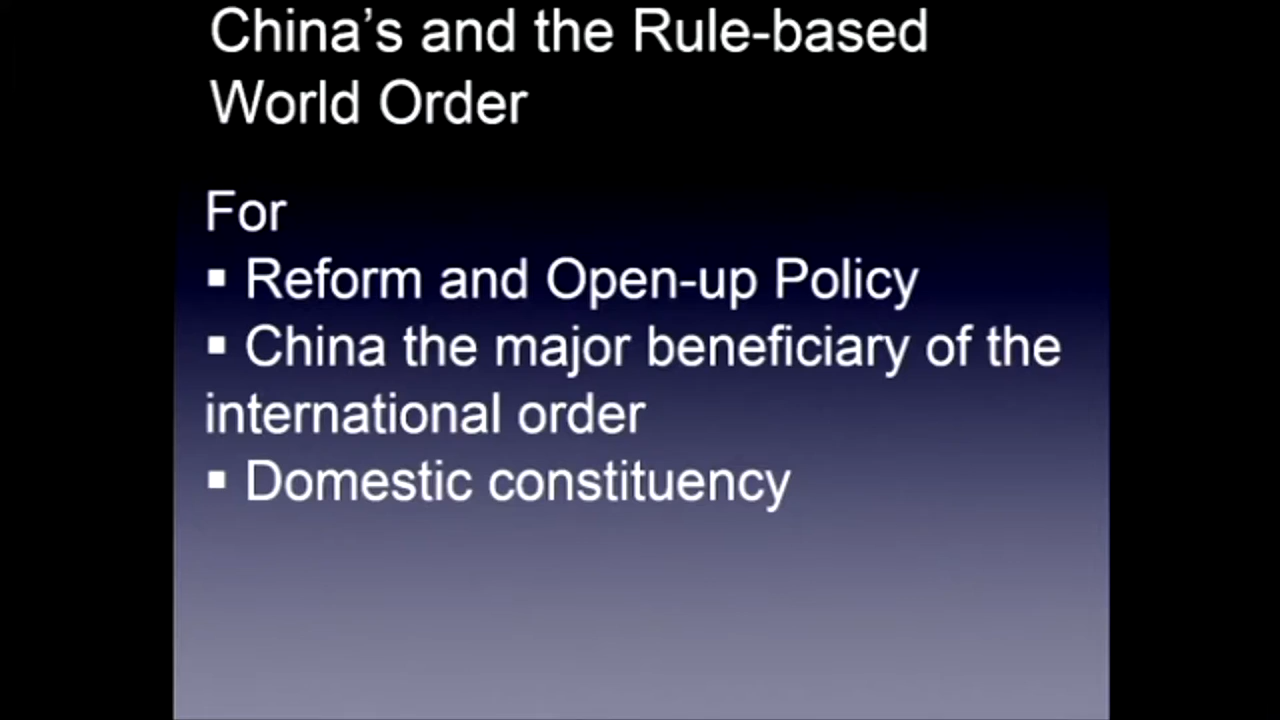 China’s and the Rule-based
World Order
For
▪ Reform and Open-up Policy
▪ China the major beneficiary of the
international order
▪ Domestic constituency